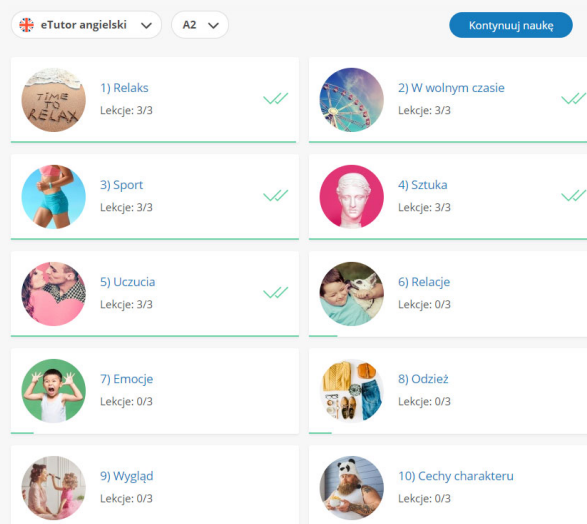 eTutor angielski
A2
Kontynuuj naukę
1) Relaks
Lekcje: 3/3
TIME TO RELAX
2) W wolnym czasie
Lekcje: 3/3
3) Sport
Lekcje: 3/3
4) Sztuka
Lekcje: 3/3
5) Uczucia
Lekcje: 3/3
6) Relacje
Lekcje: 0/3
7) Emocje
Lekcje: 0/3
8) Odzież
Lekcje: 0/3
9) Wygląd
Lekcje: 0/3
10) Cechy charakteru
Lekcje: 0/3